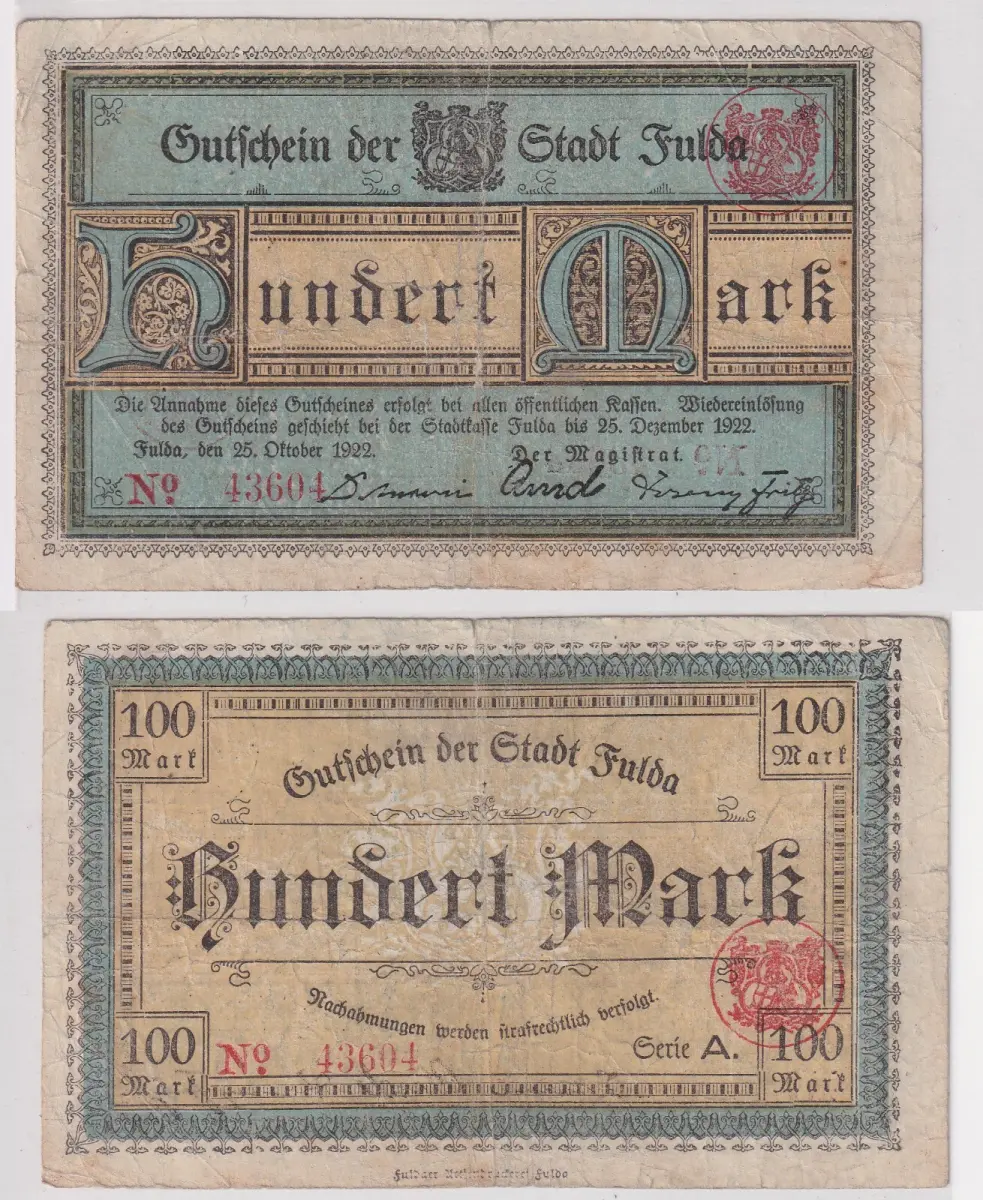 Gutschein der Stadt Fulda
Hundert Mark
Die Annahme dieses Gutscheines erfolgt bei allen öffentlichen Kassen. Wiedereinlösung
des Gutscheins geschieht bei der Stadtkasse Fulda bis 25. Dezember 1922.
Fulda, den 25. Oktober 1922. Der Magistrat.
No 43604
100 Mark
100 Mark
Gutschein der Stadt Fulda
Hundert Mark
Nachahmungen werden strafrechtlich verfolgt.
No 43604 Serie A.
100 Mark
100 Mark
Fuldaer Actiendruckerei Fulda